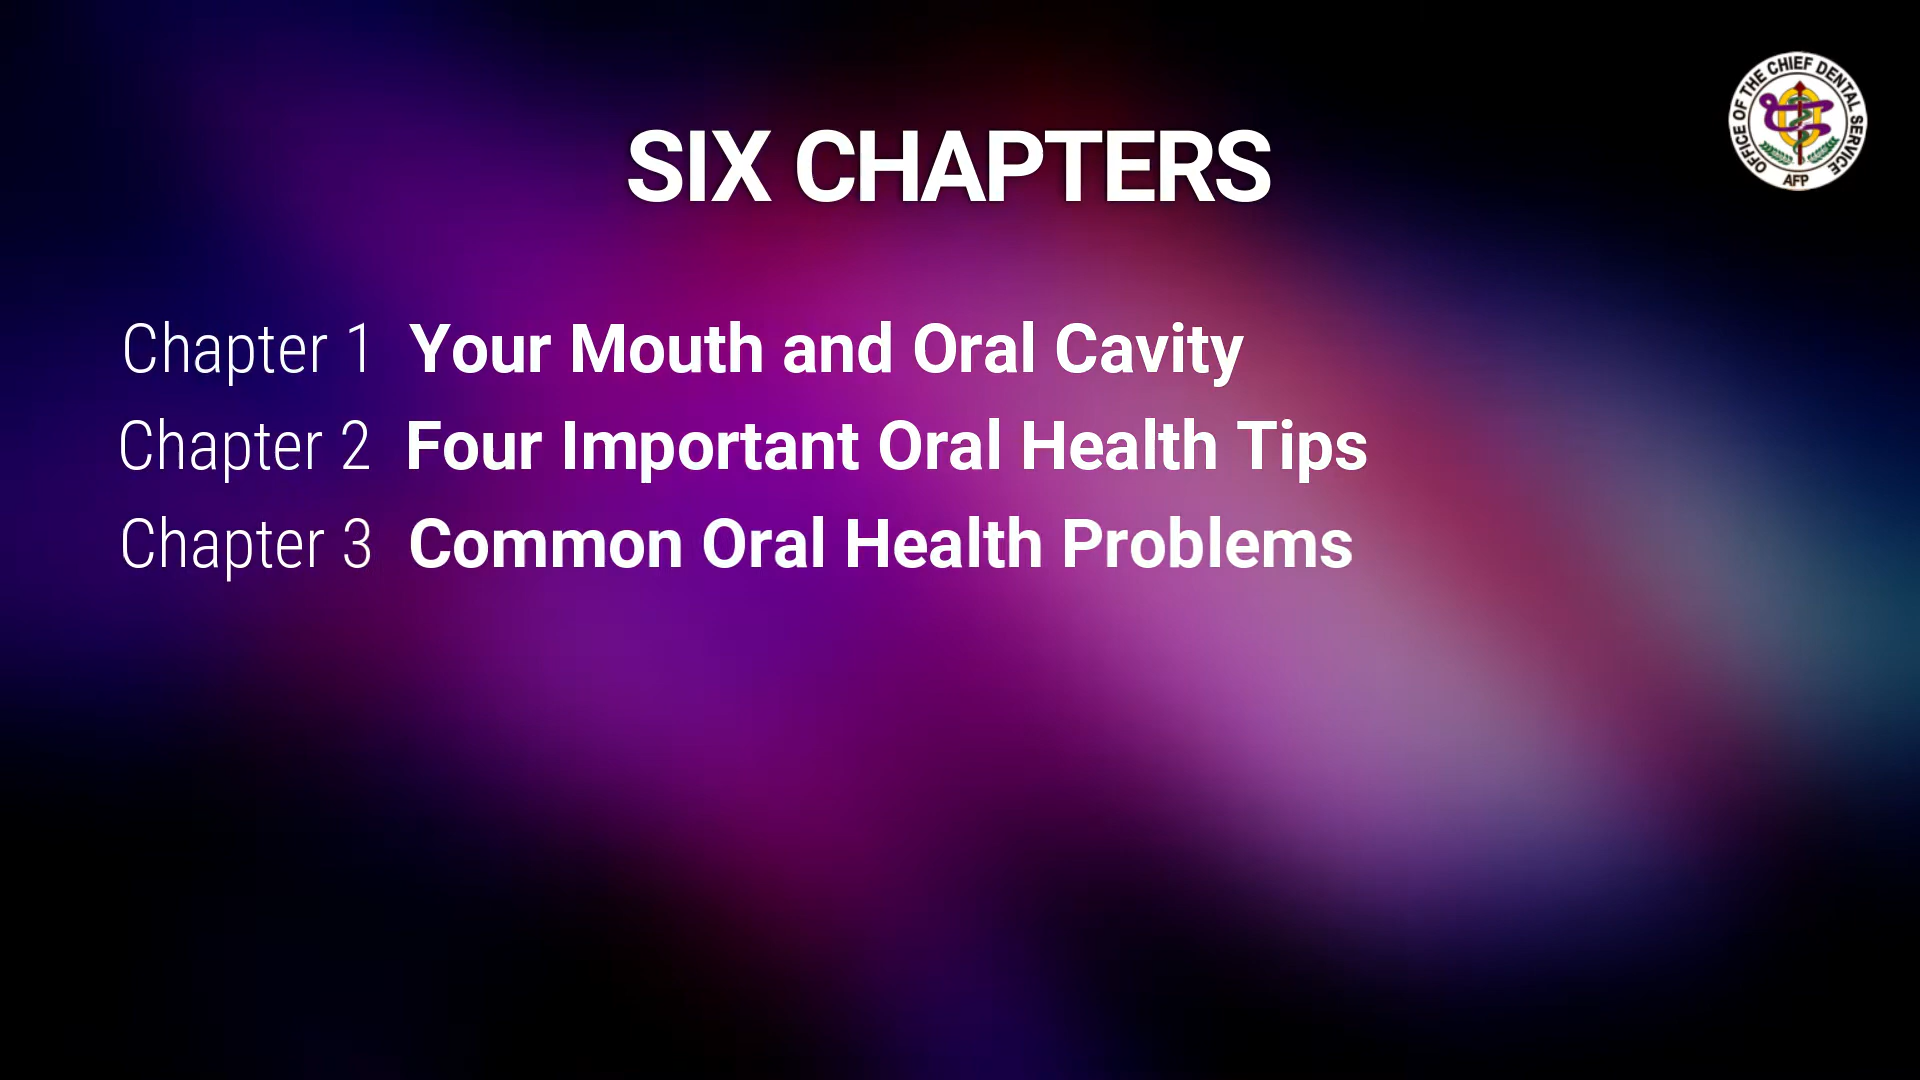 OFFICE OF THE CHIEF DENTAL SERVICE
AFP
SIX CHAPTERS
Chapter 1 Your Mouth and Oral Cavity
Chapter 2 Four Important Oral Health Tips
Chapter 3 Common Oral Health Problems